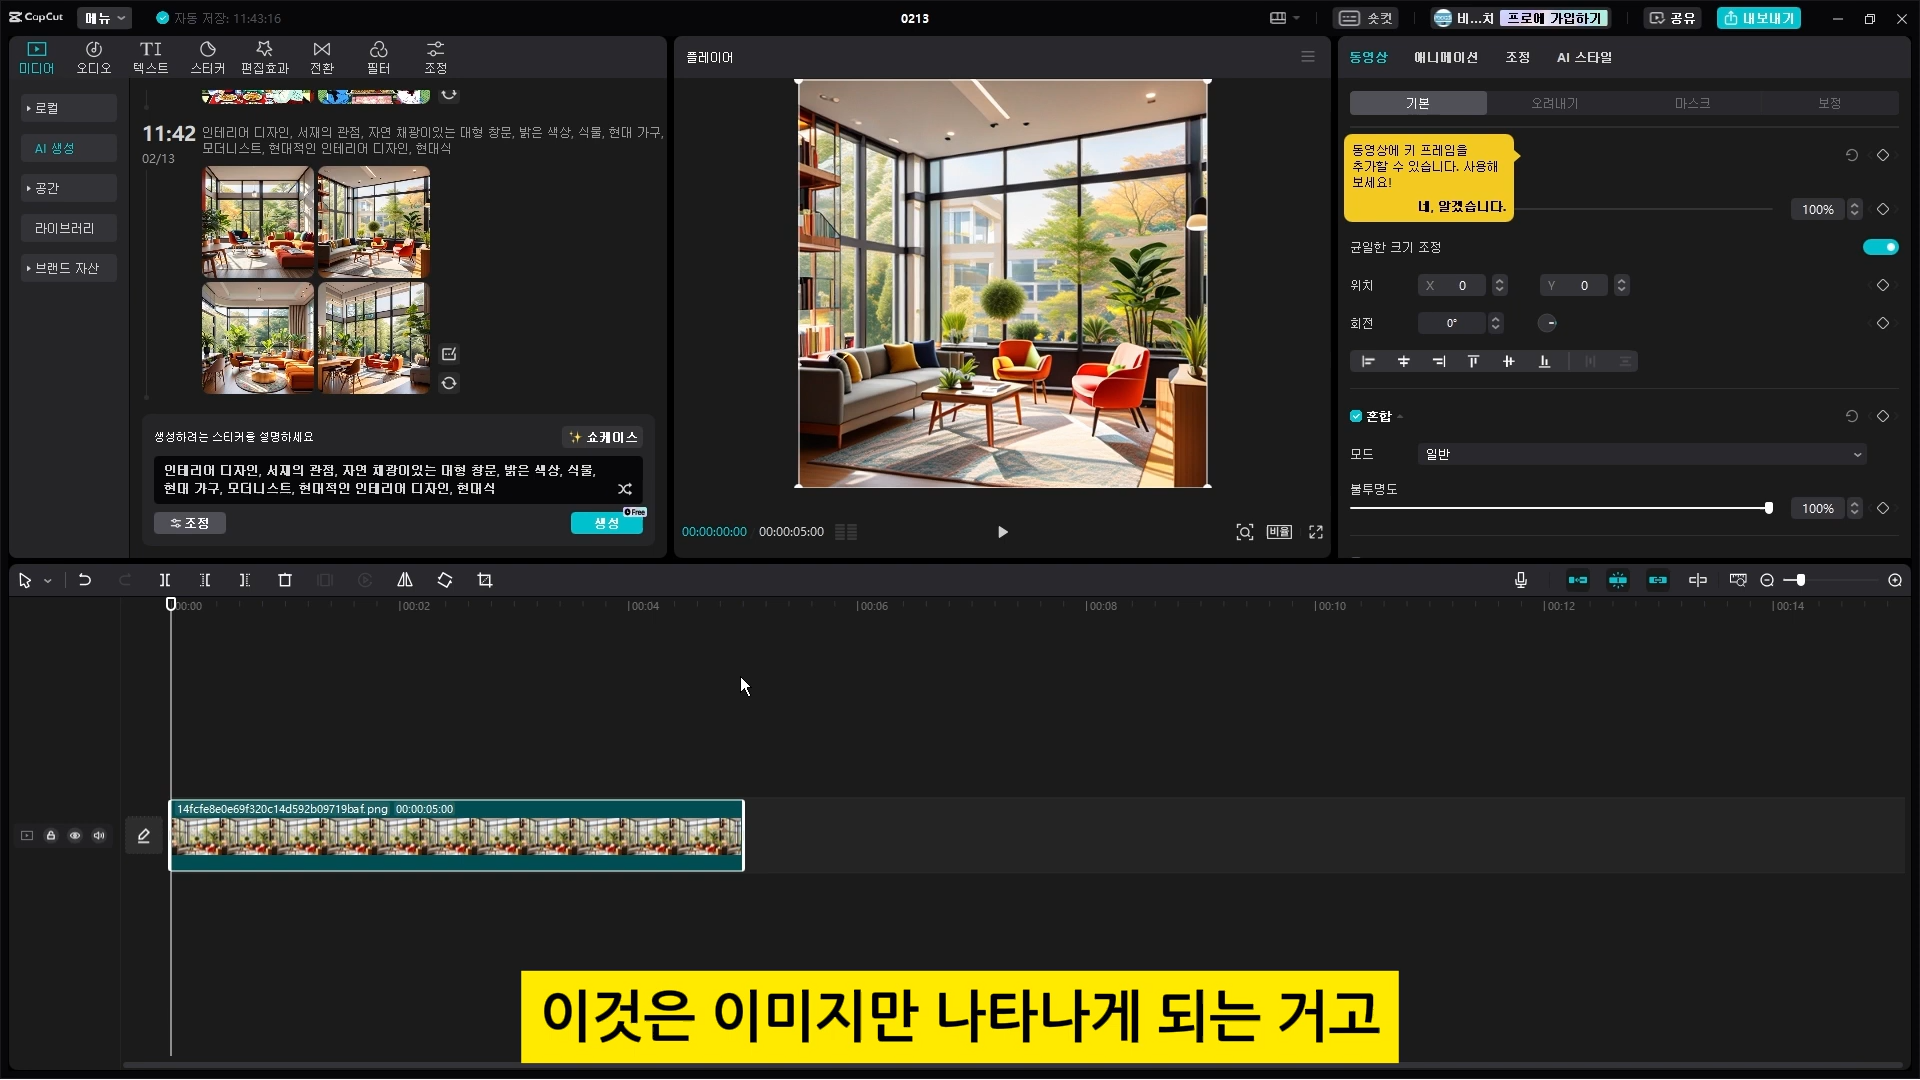 CapCut
메뉴
자동 저장: 11:43:16
0213
숏컷
비...치
프로에 가입하기
공유
내보내기
미디어
오디오
텍스트
스티커
편집효과
전환
필터
조정
로컬
AI 생성
공간
라이브러리
브랜드 자산
11:42
02/13
인테리어 디자인, 서재의 관점, 자연 채광이있는 대형 창문, 밝은 색상, 식물, 현대 가구,
모더니스트, 현대적인 인테리어 디자인, 현대식
생성하려는 스티커를 설명하세요
쇼케이스
인테리어 디자인, 서재의 관점, 자연 채광이있는 대형 창문, 밝은 색상, 식물,
현대 가구, 모더니스트, 현대적인 인테리어 디자인, 현대식
조정
생성
Free
플레이어
00:00:00:00
00:00:05:00
비율
동영상
애니메이션
조정
AI 스타일
기본
오려내기
마스크
보정
동영상에 키 프레임을
추가할 수 있습니다. 사용해
보세요!
네, 알겠습니다.
100%
균일한 크기 조정
위치
X 0
Y 0
회전
0°
혼합
모드
일반
불투명도
100%
00:00
00:02
00:04
00:06
00:08
00:10
00:12
00:14
14fcfe8e0e69f320c14d592b09719baf.png 00:00:05:00
이것은 이미지만 나타나게 되는 거고